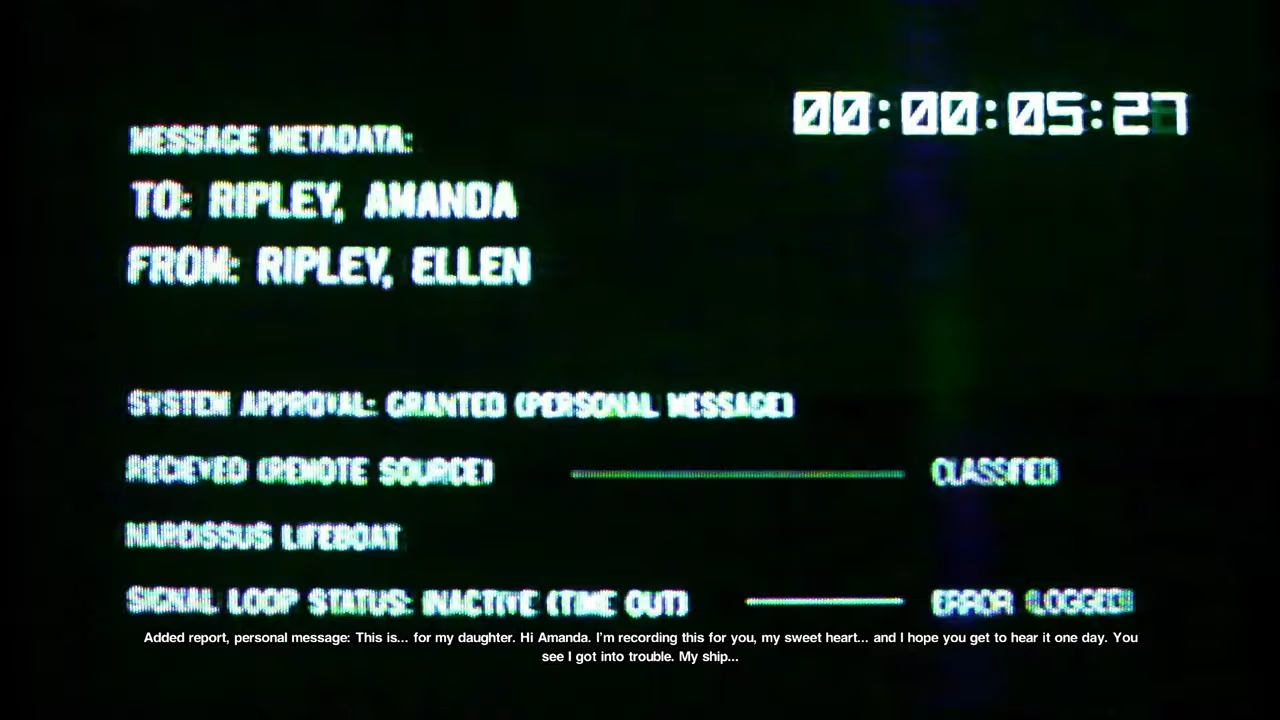 00:00:05:27
MESSAGE METADATA:
TO: RIPLEY, AMANDA
FROM: RIPLEY, ELLEN
SYSTEM APPROVAL: GRANTED (PERSONAL MESSAGE)
RECIEVED (REMOTE SOURCE) CLASSIFIED
NARCISSUS LIFEBOAT
SIGNAL LOOP STATUS: INACTIVE (TIME OUT) ERROR (LOGGED)
Added report, personal message: This is... for my daughter. Hi Amanda. I'm recording this for you, my sweet heart... and I hope you get to hear it one day. You
see I got into trouble. My ship...